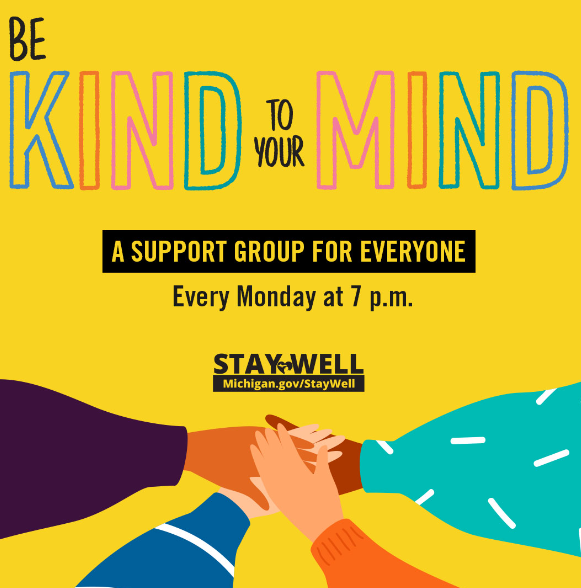 BE
KIND TO YOUR MIND
A SUPPORT GROUP FOR EVERYONE
Every Monday at 7 p.m.
STAY WELL
Michigan.gov/StayWell